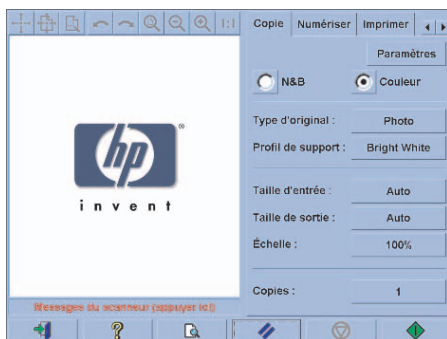 1:1
Copie Numériser Imprimer
Paramètres
N&B Couleur
Type d'original : Photo
Profil de support : Bright White
hp
®
invent
Taille d'entrée : Auto
Taille de sortie : Auto
Échelle : 100%
Copies : 1
Messages du scanneur (appuyer ici)
?